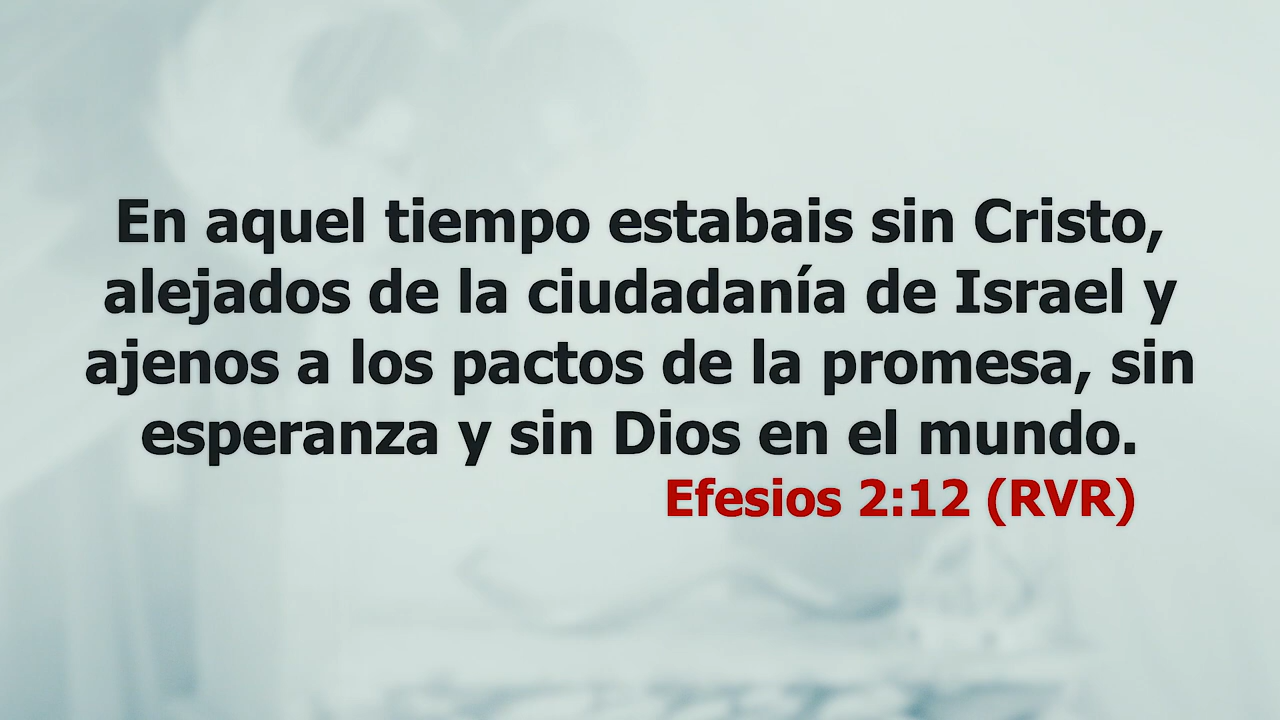 En aquel tiempo estabais sin Cristo,
alejados de la ciudadanía de Israel y
ajenos a los pactos de la promesa, sin
esperanza y sin Dios en el mundo.
Efesios 2:12 (RVR)